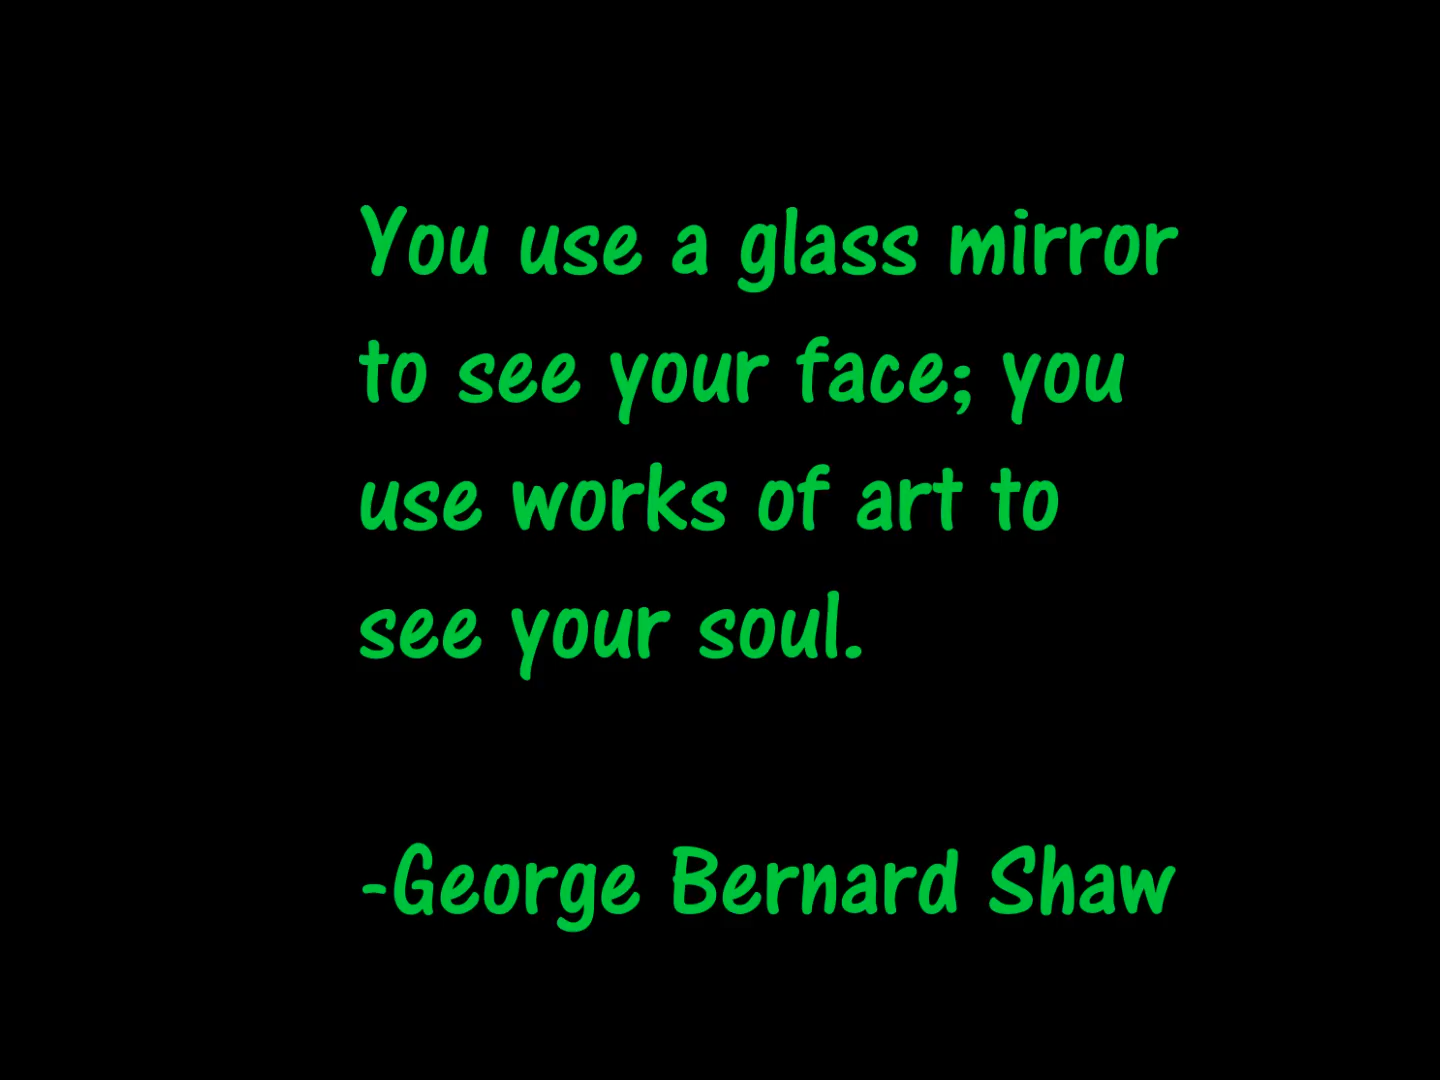 You use a glass mirror
to see your face; you
use works of art to
see your soul.
-George Bernard Shaw